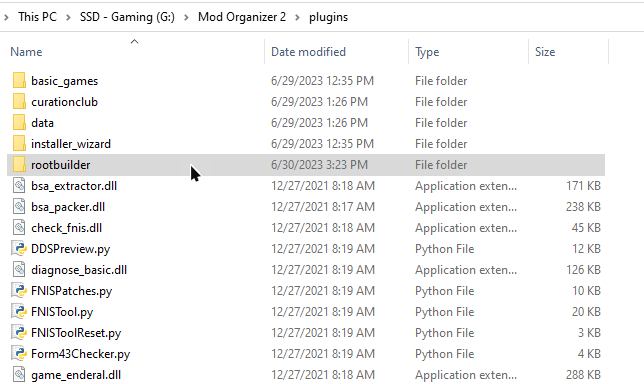 This PC > SSD - Gaming (G:) > Mod Organizer 2 > plugins
Name Date modified Type Size
basic_games 6/29/2023 12:35 PM File folder
curationclub 6/29/2023 1:26 PM File folder
data 6/29/2023 1:26 PM File folder
installer_wizard 6/29/2023 12:35 PM File folder
rootbuilder 6/30/2023 3:23 PM File folder
bsa_extractor.dll 12/27/2021 8:18 AM Application exten... 171 KB
bsa_packer.dll 12/27/2021 8:17 AM Application exten... 238 KB
check_fnis.dll 12/27/2021 8:18 AM Application exten... 45 KB
DDSPreview.py 12/27/2021 8:19 AM Python File 12 KB
diagnose_basic.dll 12/27/2021 8:19 AM Application exten... 126 KB
FNISPatches.py 12/27/2021 8:19 AM Python File 10 KB
FNISTool.py 12/27/2021 8:19 AM Python File 20 KB
FNISToolReset.py 12/27/2021 8:19 AM Python File 3 KB
Form43Checker.py 12/27/2021 8:19 AM Python File 4 KB
game_enderal.dll 12/27/2021 8:18 AM Application exten... 288 KB